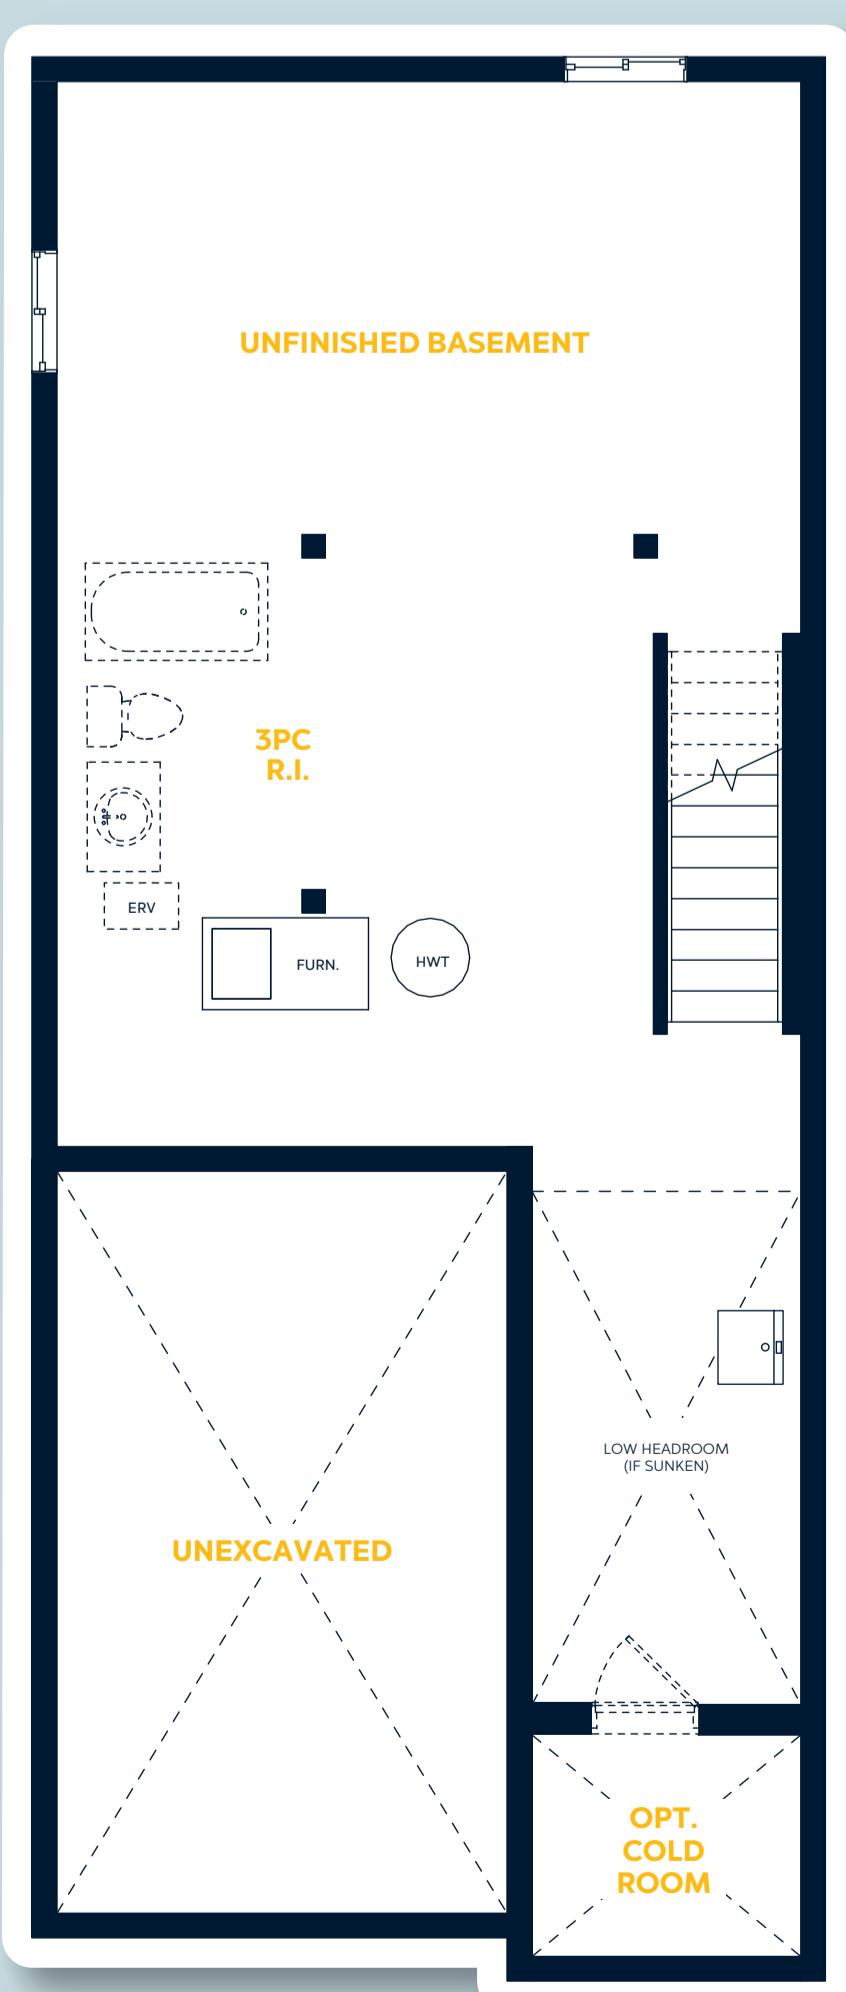 UNFINISHED BASEMENT
3PC
R.I.
ERV
FURN.
HWT
LOW HEADROOM
(IF SUNKEN)
UNEXCAVATED
OPT.
COLD
ROOM